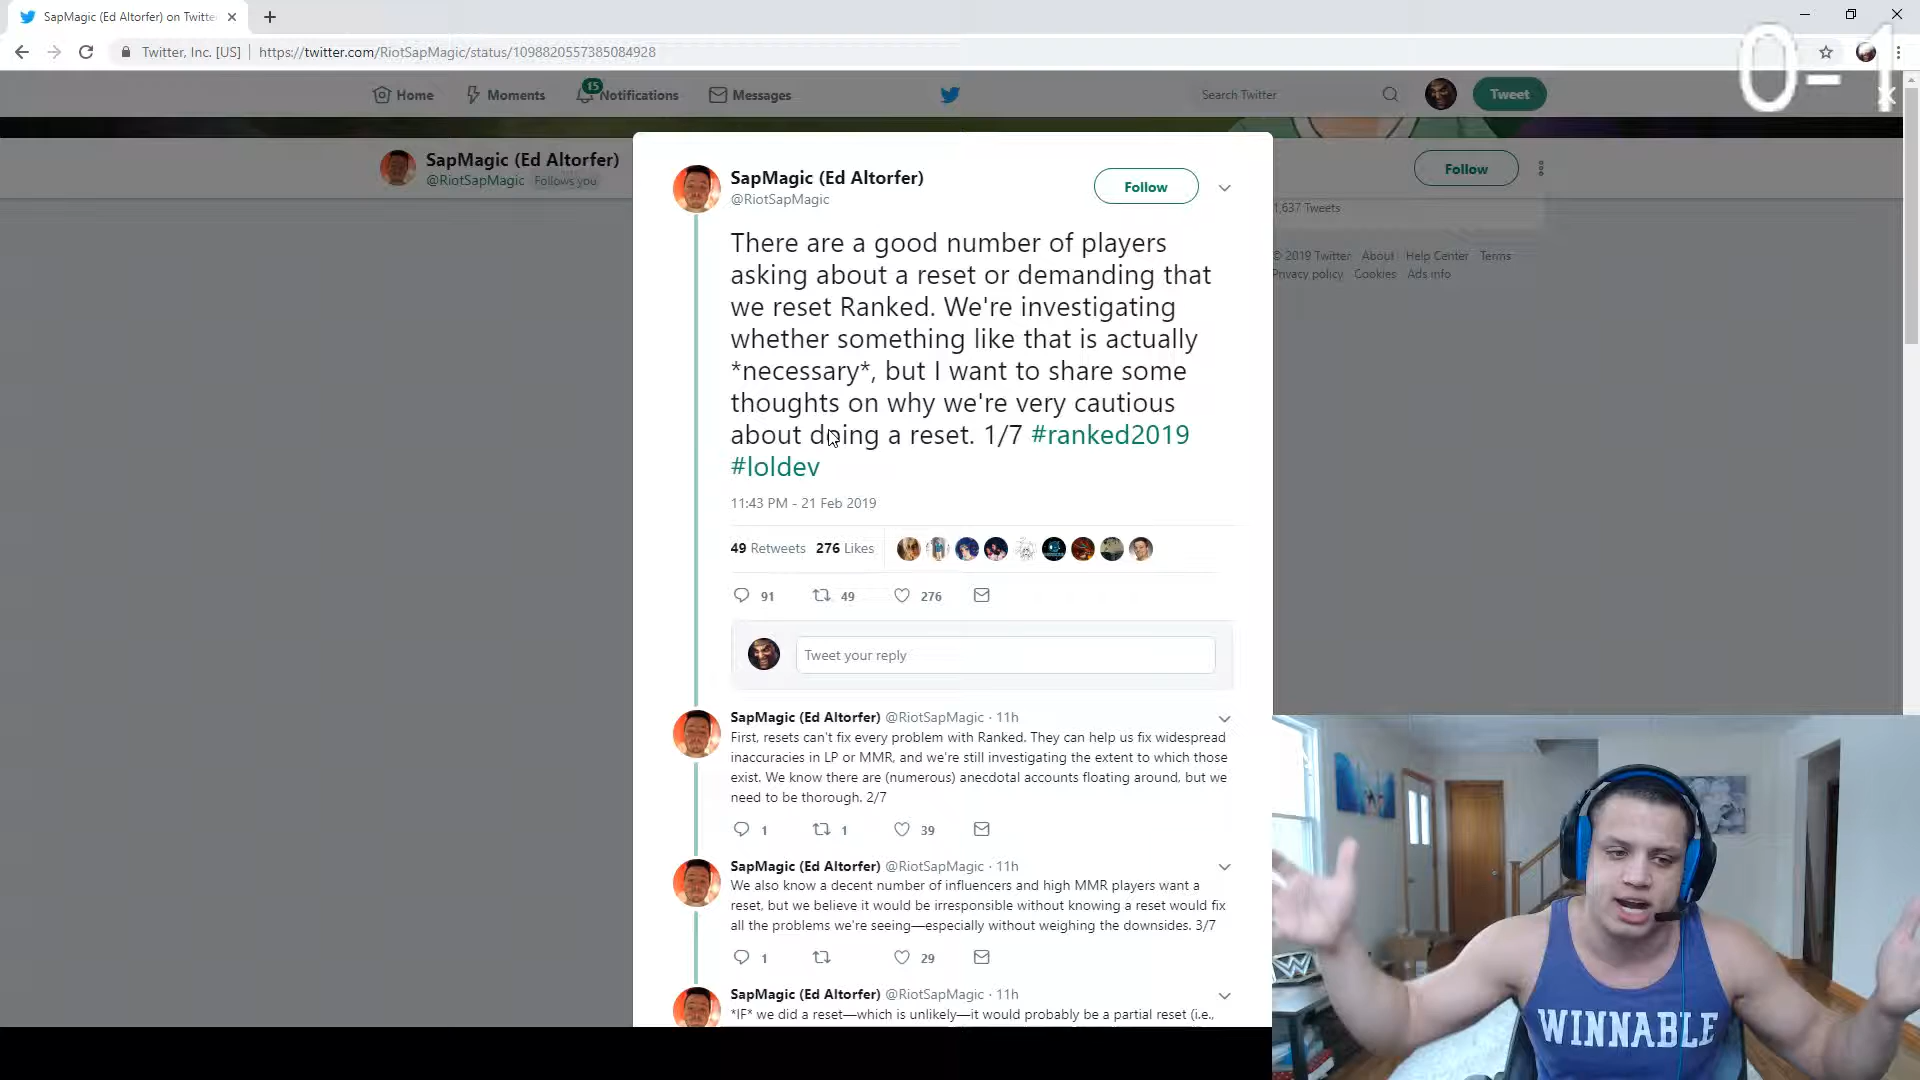 SapMagic (Ed Altorfer) on Twitte
Twitter, Inc. [US]
https://twitter.com/RiotSapMagic/status/1098820557385084928
0-1
Home
Moments
15
Notifications
Messages
Search Twitter
Tweet
SapMagic (Ed Altorfer)
@RiotSapMagic Follows you
Follow
1,637 Tweets
© 2019 Twitter About Help Center Terms
Privacy policy Cookies Ads info
SapMagic (Ed Altorfer)
@RiotSapMagic
Follow
There are a good number of players
asking about a reset or demanding that
we reset Ranked. We're investigating
whether something like that is actually
*necessary*, but I want to share some
thoughts on why we're very cautious
about doing a reset. 1/7 #ranked2019
#loldev
11:43 PM - 21 Feb 2019
49 Retweets 276 Likes
91 49 276
Tweet your reply
SapMagic (Ed Altorfer) @RiotSapMagic · 11h
First, resets can't fix every problem with Ranked. They can help us fix widespread
inaccuracies in LP or MMR, and we're still investigating the extent to which those
exist. We know there are (numerous) anecdotal accounts floating around, but we
need to be thorough. 2/7
1 1 39
SapMagic (Ed Altorfer) @RiotSapMagic · 11h
We also know a decent number of influencers and high MMR players want a
reset, but we believe it would be irresponsible without knowing a reset would fix
all the problems we're seeing—especially without weighing the downsides. 3/7
1 29
SapMagic (Ed Altorfer) @RiotSapMagic · 11h
*IF* we did a reset—which is unlikely—it would probably be a partial reset (i.e.,
W
WINNABLE